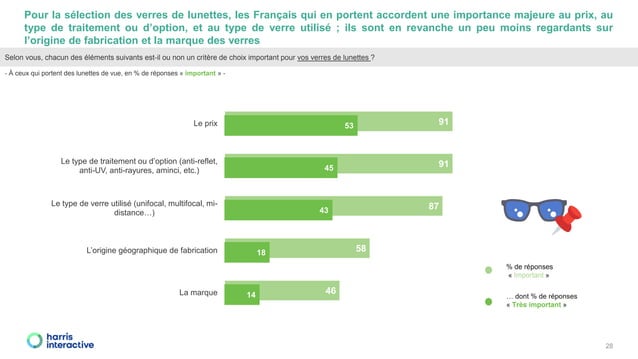 Pour la sélection des verres de lunettes, les Français qui en portent accordent une importance majeure au prix, au
type de traitement ou d'option, et au type de verre utilisé ; ils sont en revanche un peu moins regardants sur
l'origine de fabrication et la marque des verres
Selon vous, chacun des éléments suivants est-il ou non un critère de choix important pour vos verres de lunettes ?
- À ceux qui portent des lunettes de vue, en % de réponses « important » -
Le prix
53
91
Le type de traitement ou d'option (anti-reflet,
anti-UV, anti-rayures, aminci, etc.)
45
91
Le type de verre utilisé (unifocal, multifocal, mi-
distance…)
43
87
L'origine géographique de fabrication
18
58
La marque
14
46
% de réponses
« Important »
… dont % de réponses
« Très important »
harris
interactive
28